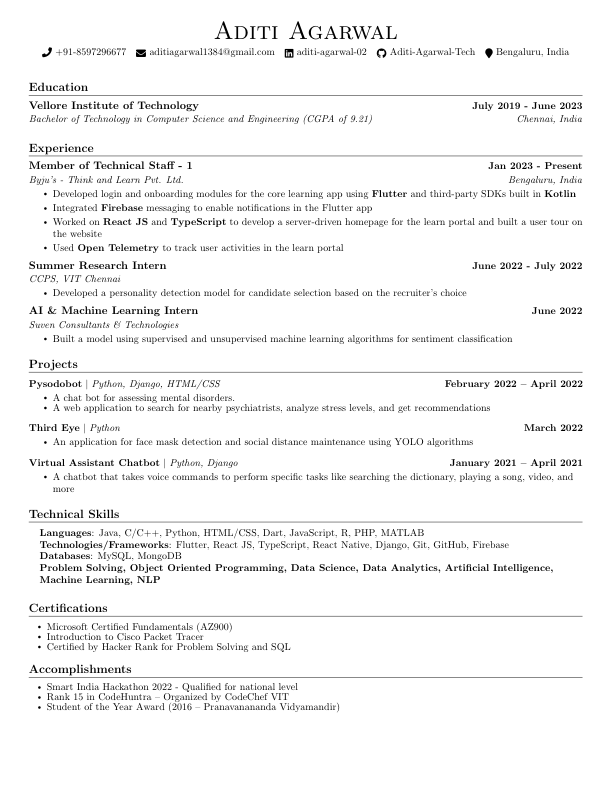 Aditi Agarwal
+91-8597296677 aditiagarwal1384@gmail.com aditi-agarwal-02 Aditi-Agarwal-Tech Bengaluru, India
Education
Vellore Institute of Technology July 2019 - June 2023
Bachelor of Technology in Computer Science and Engineering (CGPA of 9.21) Chennai, India
Experience
Member of Technical Staff - 1 Jan 2023 - Present
Byju's - Think and Learn Pvt. Ltd. Bengaluru, India
• Developed login and onboarding modules for the core learning app using Flutter and third-party SDKs built in Kotlin
• Integrated Firebase messaging to enable notifications in the Flutter app
• Worked on React JS and TypeScript to develop a server-driven homepage for the learn portal and built a user tour on
the website
• Used Open Telemetry to track user activities in the learn portal
Summer Research Intern June 2022 - July 2022
CCPS, VIT Chennai
• Developed a personality detection model for candidate selection based on the recruiter's choice
AI & Machine Learning Intern June 2022
Suven Consultants & Technologies
• Built a model using supervised and unsupervised machine learning algorithms for sentiment classification
Projects
Pysodobot | Python, Django, HTML/CSS February 2022 – April 2022
• A chat bot for assessing mental disorders.
• A web application to search for nearby psychiatrists, analyze stress levels, and get recommendations
Third Eye | Python March 2022
• An application for face mask detection and social distance maintenance using YOLO algorithms
Virtual Assistant Chatbot | Python, Django January 2021 – April 2021
• A chatbot that takes voice commands to perform specific tasks like searching the dictionary, playing a song, video, and
more
Technical Skills
Languages: Java, C/C++, Python, HTML/CSS, Dart, JavaScript, R, PHP, MATLAB
Technologies/Frameworks: Flutter, React JS, TypeScript, React Native, Django, Git, GitHub, Firebase
Databases: MySQL, MongoDB
Problem Solving, Object Oriented Programming, Data Science, Data Analytics, Artificial Intelligence,
Machine Learning, NLP
Certifications
• Microsoft Certified Fundamentals (AZ900)
• Introduction to Cisco Packet Tracer
• Certified by Hacker Rank for Problem Solving and SQL
Accomplishments
• Smart India Hackathon 2022 - Qualified for national level
• Rank 15 in CodeHuntra – Organized by CodeChef VIT
• Student of the Year Award (2016 – Pranavanananda Vidyamandir)